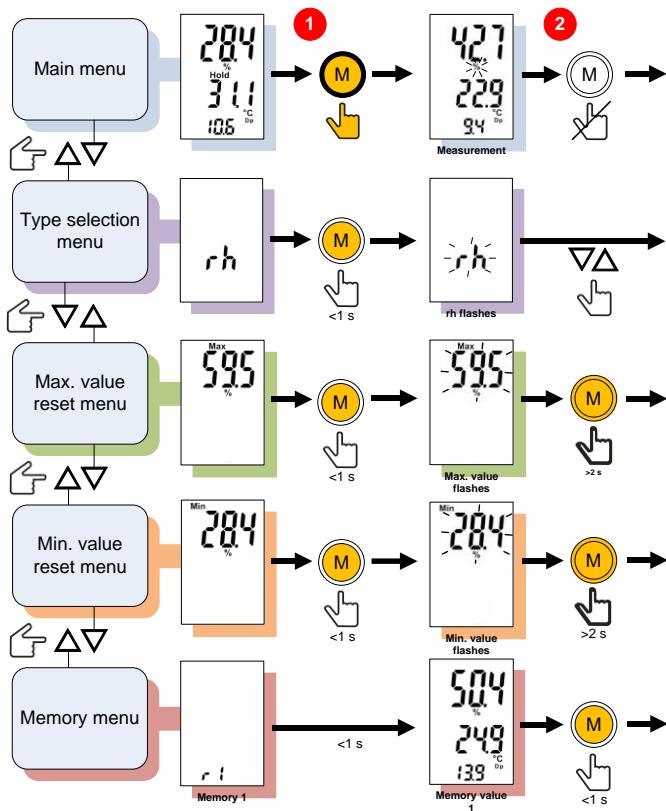 1
2
Main menu
28.4
%
Hold
31.1
°C
Dp
10.6
M
42.7
%
22.9
°C
Dp
9.4
Measurement
M
Type selection
menu
rh
M
<1 s
rh
rh flashes
Max. value
reset menu
Max
59.5
%
M
<1 s
Max
59.5
%
Max. value
flashes
M
>2 s
Min. value
reset menu
Min
28.4
%
M
<1 s
Min
28.4
%
Min. value
flashes
M
>2 s
Memory menu
r1
Memory 1
<1 s
50.4
%
24.9
°C
Dp
13.9
Memory value
1
M
<1 s